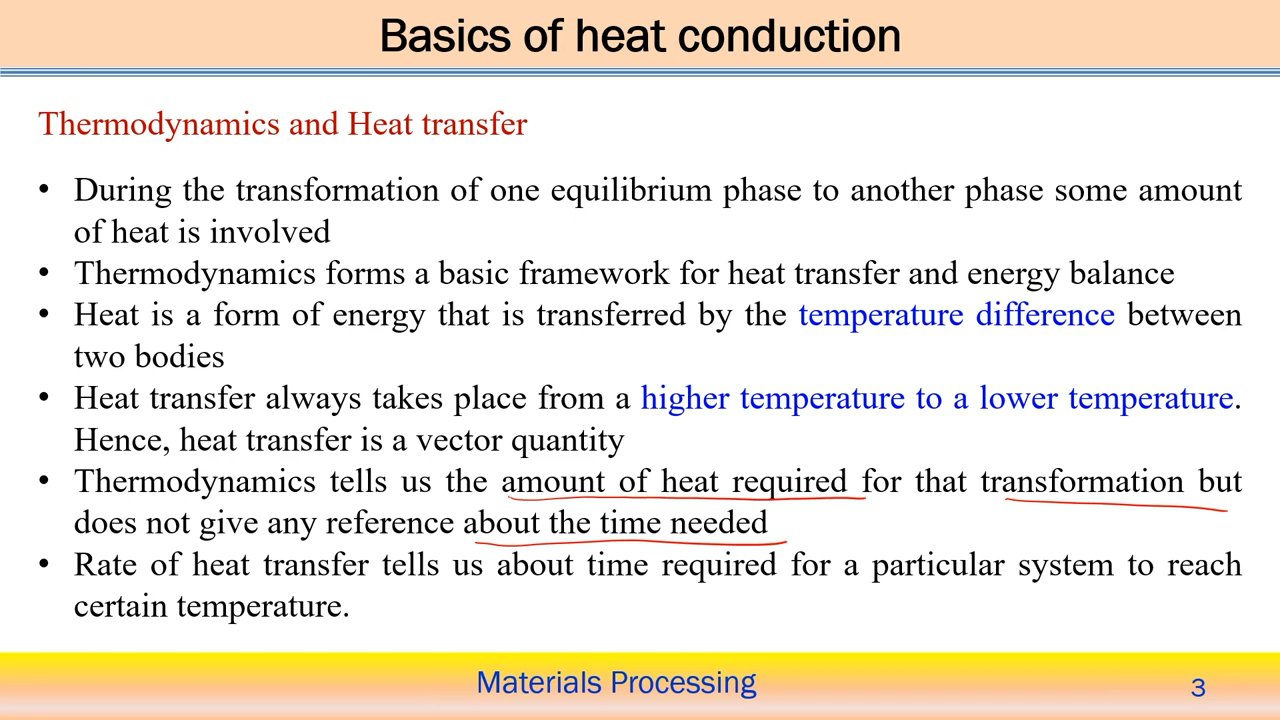 Basics of heat conduction
Thermodynamics and Heat transfer
• During the transformation of one equilibrium phase to another phase some amount
of heat is involved
• Thermodynamics forms a basic framework for heat transfer and energy balance
• Heat is a form of energy that is transferred by the temperature difference between
two bodies
• Heat transfer always takes place from a higher temperature to a lower temperature.
Hence, heat transfer is a vector quantity
• Thermodynamics tells us the amount of heat required for that transformation but
does not give any reference about the time needed
• Rate of heat transfer tells us about time required for a particular system to reach
certain temperature.
Materials Processing
3